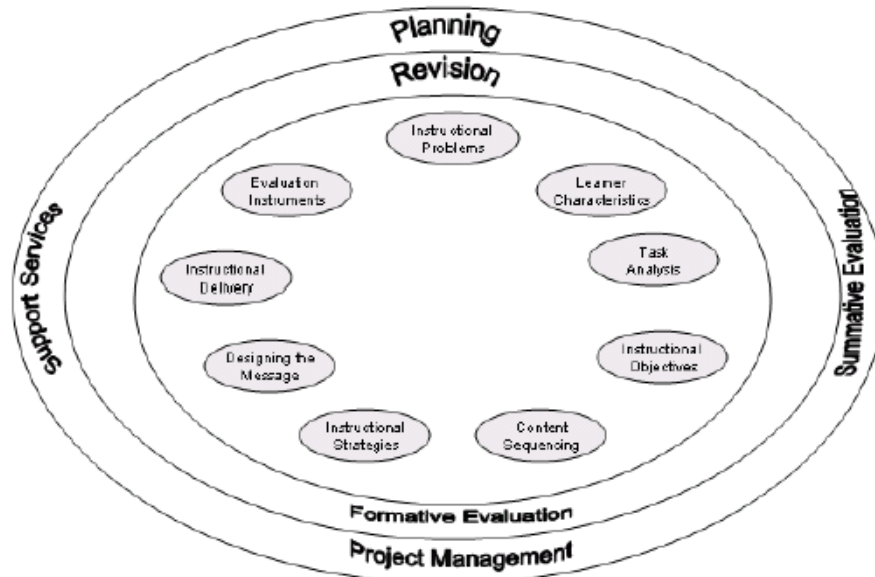 Planning
Revision
Instructional
Problems
Evaluation
Instruments
Learner
Characteristics
Task
Analysis
Instructional
Delivery
Support Services
Summative Evaluation
Designing the
Message
Instructional
Objectives
Instructional
Strategies
Content
Sequencing
Formative Evaluation
Project Management